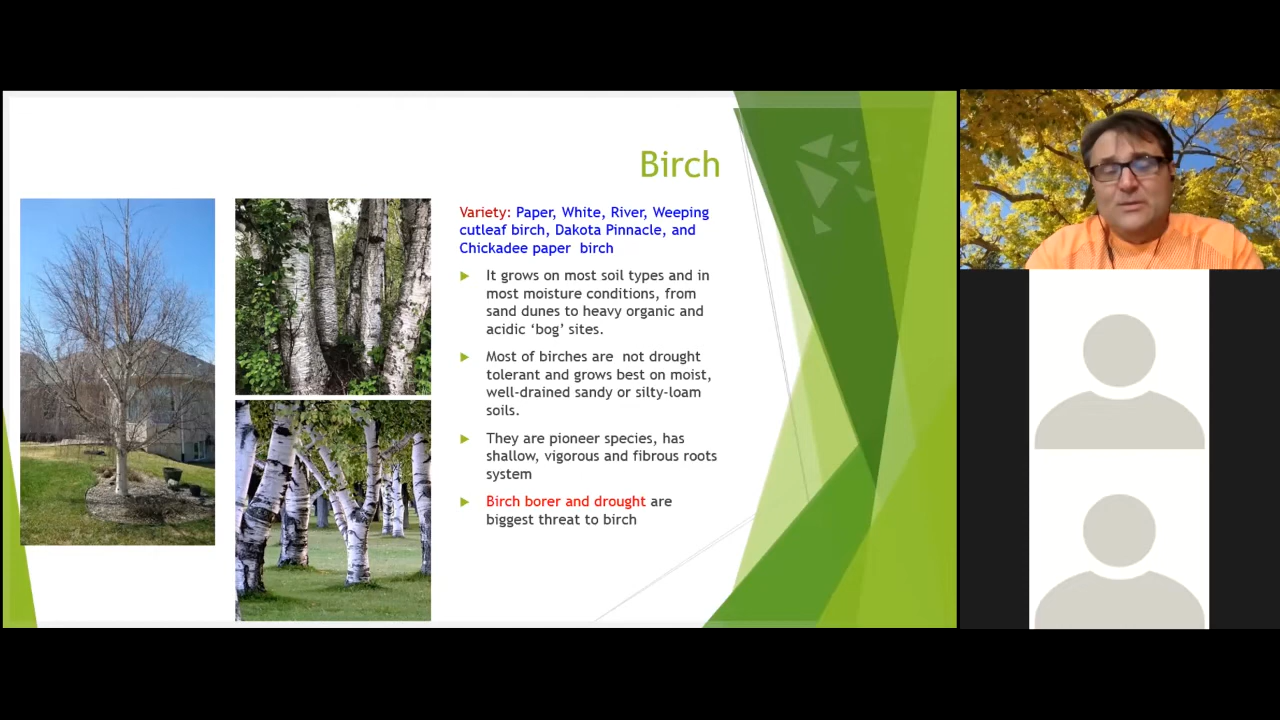 Birch
Variety: Paper, White, River, Weeping
cutleaf birch, Dakota Pinnacle, and
Chickadee paper birch
It grows on most soil types and in
most moisture conditions, from
sand dunes to heavy organic and
acidic ‘bog’ sites.
Most of birches are not drought
tolerant and grows best on moist,
well-drained sandy or silty-loam
soils.
They are pioneer species, has
shallow, vigorous and fibrous roots
system
Birch borer and drought are
biggest threat to birch